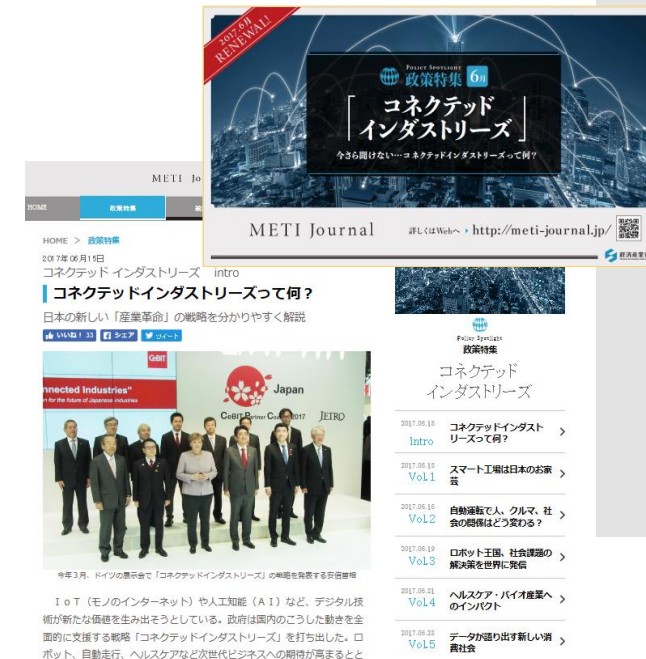 2017.6月
RENEWAL!
POLICY SPOTLIGHT
政策特集 6月
「コネクテッド
インダストリーズ」
今さら聞けない…コネクテッドインダストリーズって何?
METI Journal
詳しくはWebへ http://meti-journal.jp/
METI Jo
HOME
政策特集
HOME > 政策特集
2017年06月15日
コネクテッド インダストリーズ intro
コネクテッドインダストリーズって何?
日本の新しい「産業革命」の戦略を分かりやすく解説
いいね! 33
シェア
ツイート
CeBIT
nnected Industries"
n for the future of Japanese industries
Japan
CeBIT Partner Country 2017
JETRO
今年3月、ドイツの展示会で「コネクテッドインダストリーズ」の戦略を発表する安倍首相
IoT(モノのインターネット)や人工知能(AI)など、デジタル技
術が新たな価値を生み出そうとしている。政府は国内のこうした動きを全
面的に支援する戦略「コネクテッドインダストリーズ」を打ち出した。ロ
ボット、自動走行、ヘルスケアなど次世代ビジネスへの期待が高まるとと
Policy Spotlight
政策特集
コネクテッド
インダストリーズ
Intro
コネクテッドインダスト
リーズって何?
Vol.1
スマート工場は日本のお家
芸
Vol.2
自動運転で人、クルマ、社
会の関係はどう変わる?
2017.06.19
Vol.3
ロボット王国、社会課題の
解決策を世界に発信
2017.06.21
Vol.4
ヘルスケア・バイオ産業へ
のインパクト
2017.06.23
Vol.5
データが語り出す新しい消
費社会